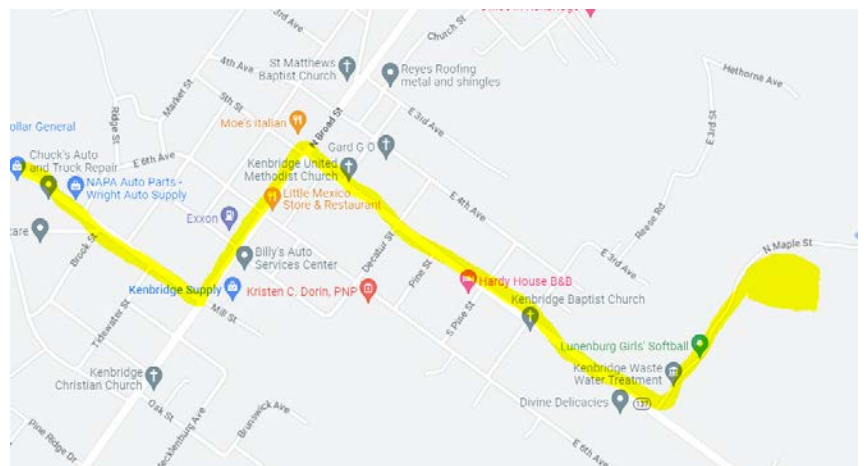 Church St
St Matthews
Baptist Church
4th Ave
Reyes Roofing
metal and shingles
Hethorne Ave
Market St
5th St
Ridge St
E 3rd Ave
E 3rd St
Moe's Italian
N Broad St
ollar General
Gard G O
Chuck's Auto
and Truck Repair
E 6th Ave
Kenbridge United
Methodist Church
NAPA Auto Parts -
Wright Auto Supply
Little Mexico
Store & Restaurant
E 4th Ave
Exxon
Reese Rd
care
Brook St
Billy's Auto
Services Center
Decatur St
E 3rd Ave
N Maple St
Pine St
Kenbridge Supply
Kristen C. Dorin, PNP
Hardy House B&B
Kenbridge Baptist Church
Mill St
Tidewater St
S Pine St
Lunenburg Girls' Softball
Kenbridge
Christian Church
Kenbridge Waste
Water Treatment
Divine Delicacies
137
Oak St
Brunswick Ave
Mecklenburg Ave
E 6th Ave
Pine Ridge Dr